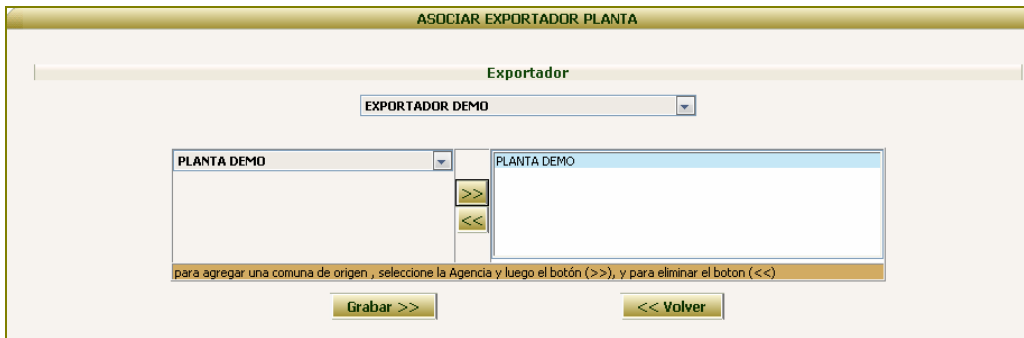 ASOCIAR EXPORTADOR PLANTA
Exportador
EXPORTADOR DEMO
PLANTA DEMO
PLANTA DEMO
>>
<<
para agregar una comuna de origen , seleccione la Agencia y luego el botón (>>), y para eliminar el boton (<<)
Grabar >>
<< Volver